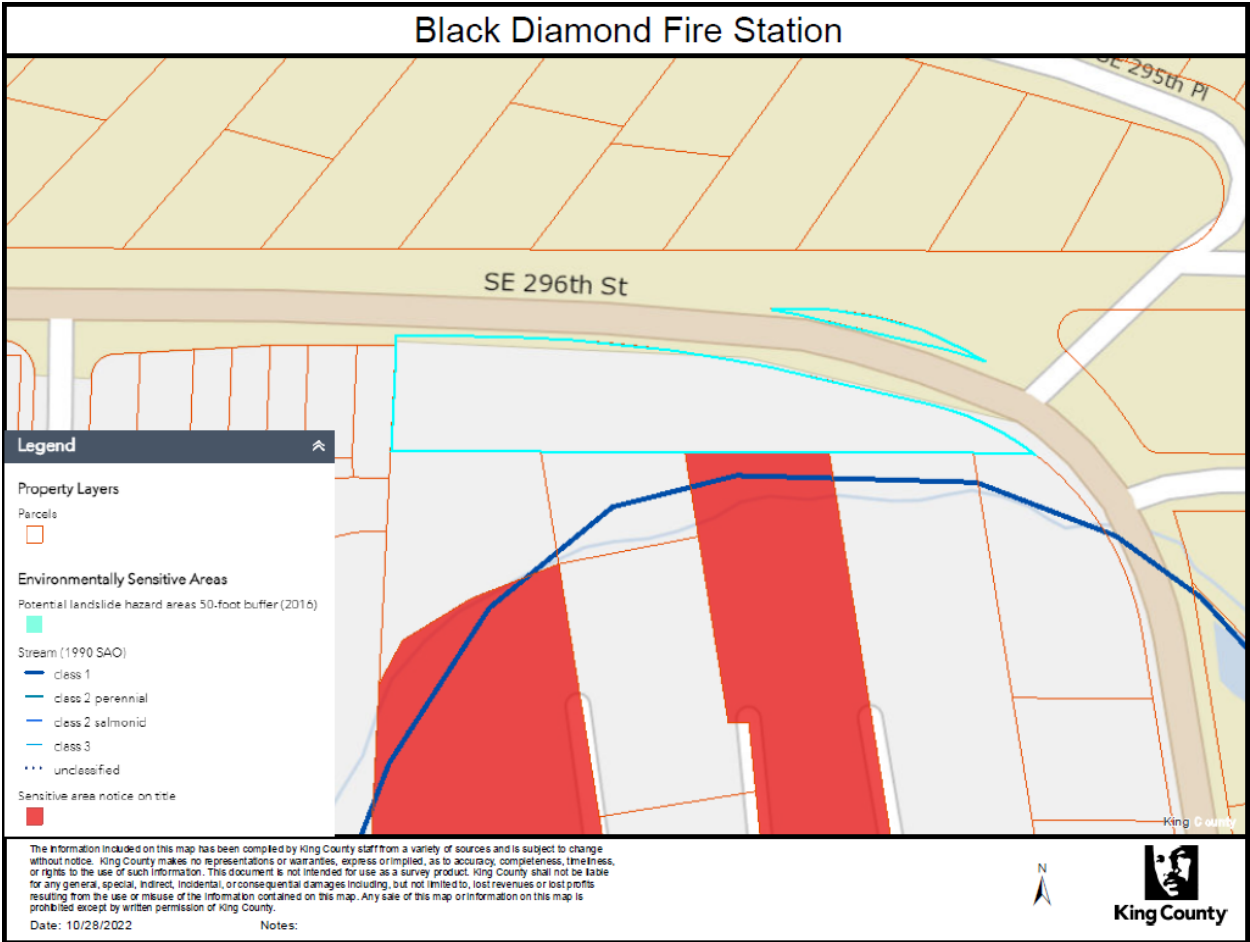 Black Diamond Fire Station
SE 295th Pl
SE 296th St
Legend
Property Layers
Parcels
Environmentally Sensitive Areas
Potential landslide hazard areas 50-foot buffer (2016)
Stream (1990 SAO)
class 1
class 2 perennial
class 2 salmonid
class 3
unclassified
Sensitive area notice on title
King County
The information included on this map has been compiled by King County staff from a variety of sources and is subject to change
without notice. King County makes no representations or warranties, express or implied, as to accuracy, completeness, timeliness,
or rights to the use of such information. This document is not intended for use as a survey product. King County shall not be liable
for any general, special, indirect, incidental, or consequential damages including, but not limited to, lost revenues or lost profits
resulting from the use or misuse of the information contained on this map. Any sale of this map or information on this map is
prohibited except by written permission of King County.
Date: 10/28/2022 Notes:
N
King County